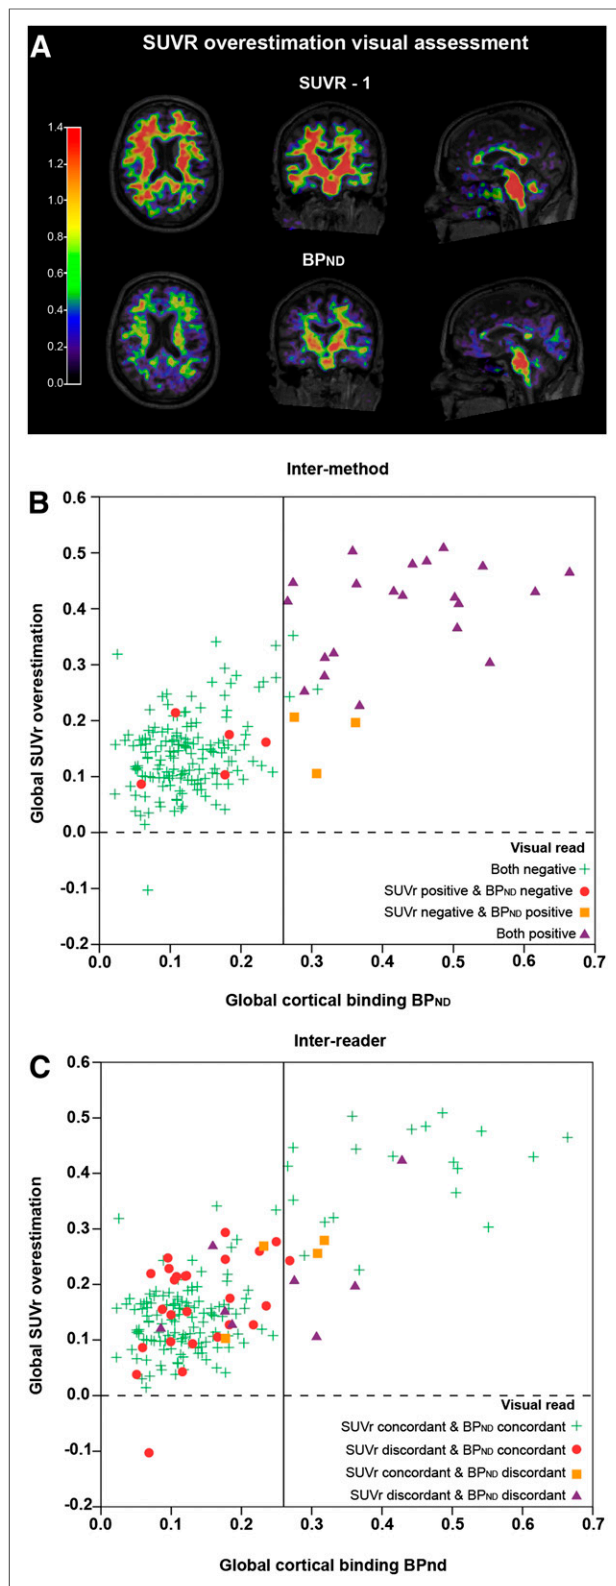 A
SUVR overestimation visual assessment
SUVR - 1
1.4
1.2
1.0
0.8
0.6
0.4
0.2
0.0
BPND
B
Inter-method
0.6
0.5
0.4
0.3
0.2
0.1
0.0
-0.1
-0.2
Global SUVr overestimation
Visual read
Both negative
SUVr positive & BPND negative
SUVr negative & BPND positive
Both positive
0.0 0.1 0.2 0.3 0.4 0.5 0.6 0.7
Global cortical binding BPND
C
Inter-reader
0.6
0.5
0.4
0.3
0.2
0.1
0.0
-0.1
-0.2
Global SUVr overestimation
Visual read
SUVr concordant & BPND concordant
SUVr discordant & BPND concordant
SUVr concordant & BPND discordant
SUVr discordant & BPND discordant
0.0 0.1 0.2 0.3 0.4 0.5 0.6 0.7
Global cortical binding BPnd